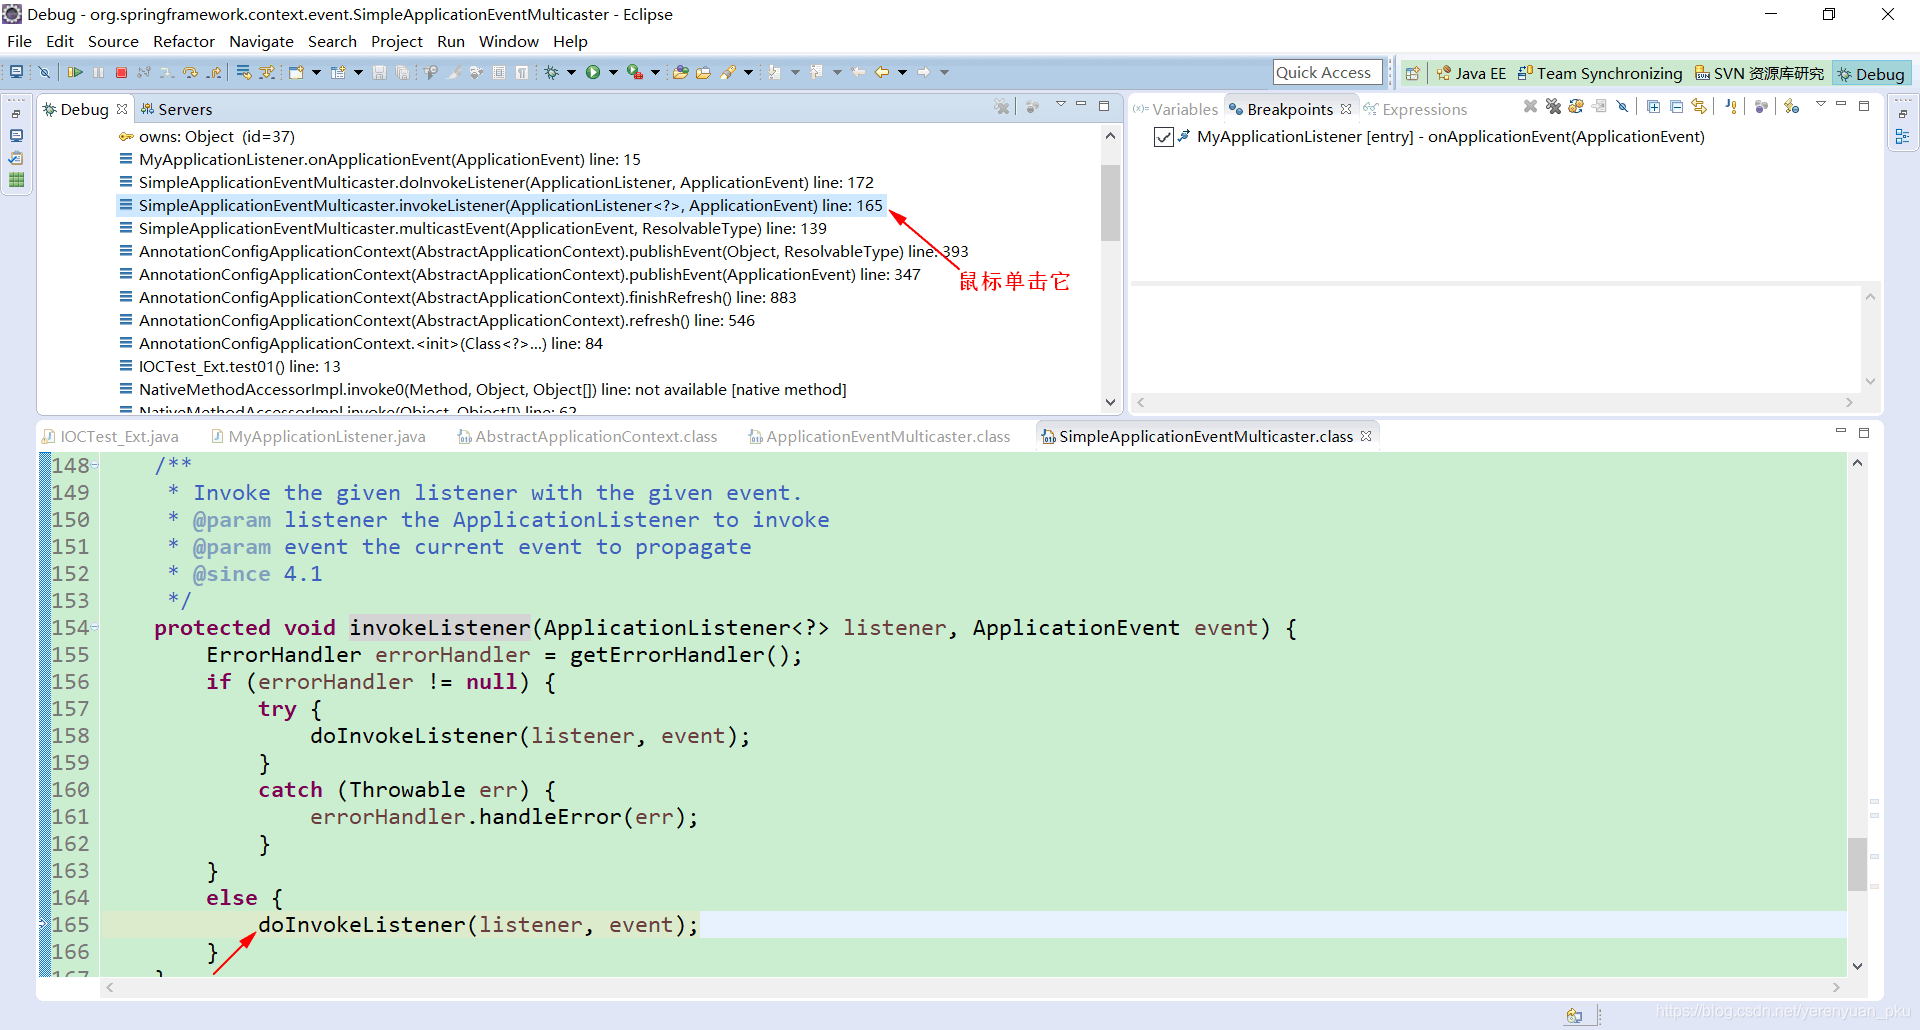 Debug - org.springframework.context.event.SimpleApplicationEventMulticaster - Eclipse
File Edit Source Refactor Navigate Search Project Run Window Help
Quick Access Java EE Team Synchronizing SVN 资源库研究 Debug
Debug Servers
owns: Object (id=37)
MyApplicationListener.onApplicationEvent(ApplicationEvent) line: 15
SimpleApplicationEventMulticaster.doInvokeListener(ApplicationListener, ApplicationEvent) line: 172
SimpleApplicationEventMulticaster.invokeListener(ApplicationListener<?>, ApplicationEvent) line: 165
SimpleApplicationEventMulticaster.multicastEvent(ApplicationEvent, ResolvableType) line: 139
AnnotationConfigApplicationContext(AbstractApplicationContext).publishEvent(Object, ResolvableType) line: 393
AnnotationConfigApplicationContext(AbstractApplicationContext).publishEvent(ApplicationEvent) line: 347
鼠标单击它
AnnotationConfigApplicationContext(AbstractApplicationContext).finishRefresh() line: 883
AnnotationConfigApplicationContext(AbstractApplicationContext).refresh() line: 546
AnnotationConfigApplicationContext.<init>(Class<?>...) line: 84
IOCTest_Ext.test01() line: 13
NativeMethodAccessorImpl.invoke0(Method, Object, Object[]) line: not available [native method]
NativeMethodAccessorImpl.invoke(Object, Object[]) line: 62
Variables Breakpoints Expressions
MyApplicationListener [entry] - onApplicationEvent(ApplicationEvent)
IOCTest_Ext.java MyApplicationListener.java AbstractApplicationContext.class ApplicationEventMulticaster.class SimpleApplicationEventMulticaster.class
148 /**
149 * Invoke the given listener with the given event.
150 * @param listener the ApplicationListener to invoke
151 * @param event the current event to propagate
152 * @since 4.1
153 */
154 protected void invokeListener(ApplicationListener<?> listener, ApplicationEvent event) {
155 ErrorHandler errorHandler = getErrorHandler();
156 if (errorHandler != null) {
157 try {
158 doInvokeListener(listener, event);
159 }
160 catch (Throwable err) {
161 errorHandler.handleError(err);
162 }
163 }
164 else {
165 doInvokeListener(listener, event);
166 }
167 }
https://blog.csdn.net/yerenyuan_pku